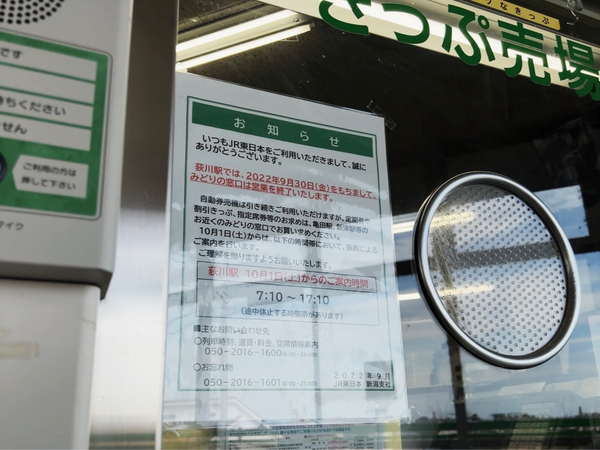 うなきっぷ
きっぷ売場
です
ちください
せん
ご利用の方は
押して下さい
マイク
お知らせ
いつもJR東日本をご利用いただきまして、誠に
ありがとうございます。
荻川駅では、2022年9月30日(金)をもちまして、
みどりの窓口は営業を終了いたします。
自動券売機は引き続きご利用いただけますが、定期券や
割引きっぷ、指定席券等のお求めは、亀田駅、新津駅等の
お近くのみどりの窓口でお買い求めください。
10月1日(土)からは、以下の時間帯において、係員による
ご案内を行います。
ご理解を賜りますようお願いいたします。
荻川駅 10月1日(土)からのご案内時間
7:10 ~ 17:10
(途中休止する時間帯があります)
■主なお問い合わせ先
○列車時刻、運賃・料金、空席情報案内
050-2016-1600
○お忘れ物
050-2016-1601
2022年9月
JR東日本 新潟支社